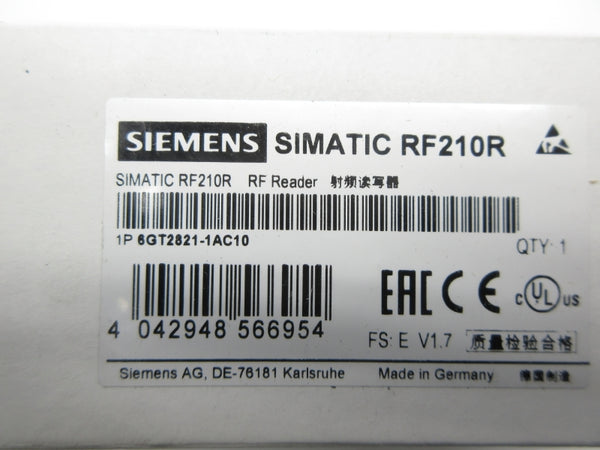 SIEMENS SIMATIC RF210R
SIMATIC RF210R RF Reader 射频读写器
1P 6GT2821-1AC10 QTY: 1
EAC CE c UL us
4 042948 566954
FS: E V1.7 质量检验合格
Siemens AG, DE-76181 Karlsruhe Made in Germany 德国制造